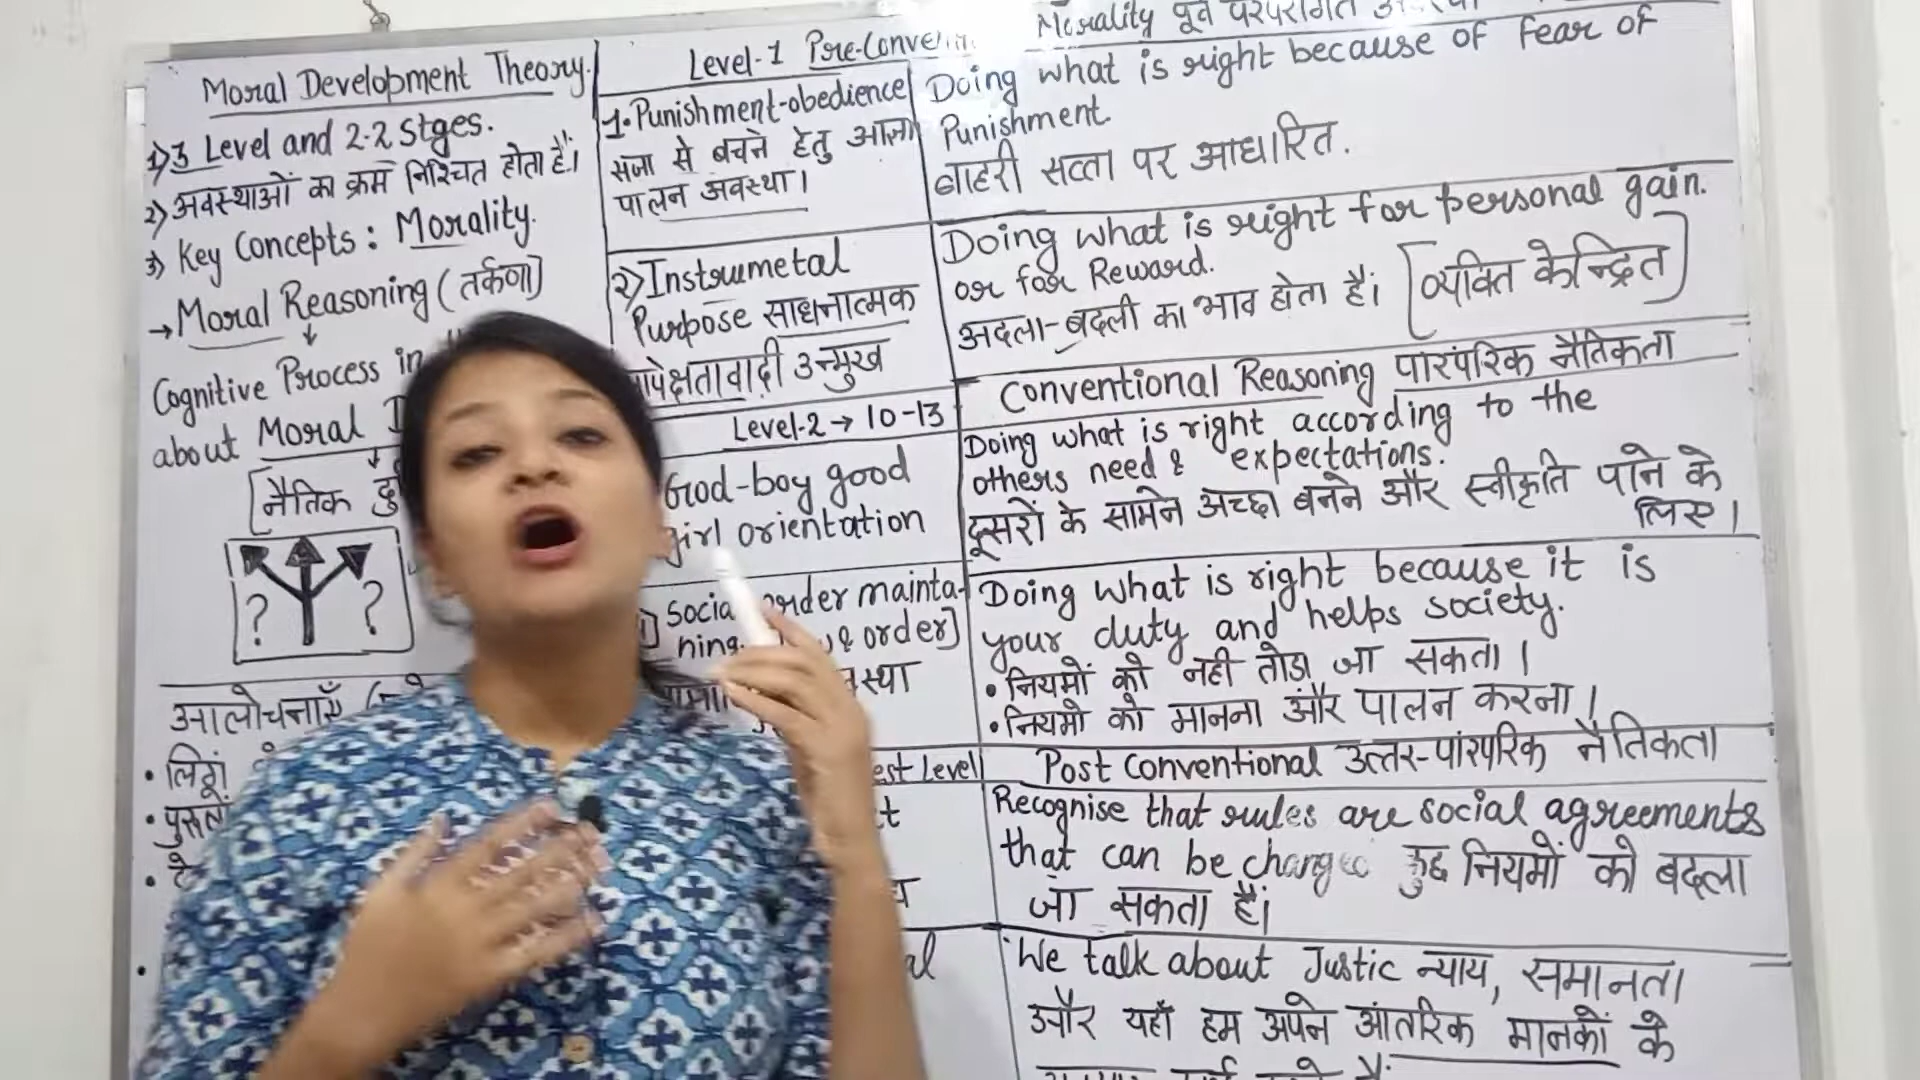 Moral Development Theory.
1) 3 Level and 2-2 Stges.
2) अवस्थाओं का क्रम निश्चित होता है।
3) Key Concepts : Morality.
→ Moral Reasoning (तर्कणा)
Cognitive Process in
about Moral
[नैतिक
? ?
आलोचनाएँ
• लिंग
•
•
Level-1 Pre-Conven
Morality पूर्व परंपरागत
1. Punishment-obedience
सजा से बचने हेतु आज्ञा
पालन अवस्था।
Doing what is right because of fear of
Punishment.
बाहरी सत्ता पर आधारित.
2) Instrumetal
Purpose साधनात्मक
सापेक्षतावादी उन्मुख
Doing what is right for personal gain.
or for Reward.
अदला-बदली का भाव होता है। [व्यक्ति केन्द्रित]
Level-2 → 10-13
Conventional Reasoning पारंपरिक नैतिकता
God-boy good
girl orientation
Doing what is right according to the
others need & expectations.
दूसरों के सामने अच्छा बनने और स्वीकृति पाने के
लिए।
Social order mainta-
ning. & order]
स्था
Doing what is right because it is
your duty and helps society.
• नियमों को नही तोडा जा सकता।
• नियमो को मानना और पालन करना।
est Level
Post Conventional उत्तर-पांरपरिक नैतिकता
ct
Recognise that rules are social agreements
that can be change कुछ नियमों को बदला
जा सकता है।
al
We talk about Justic न्याय, समानता
और यहाँ हम अपने आंतरिक मानकों के